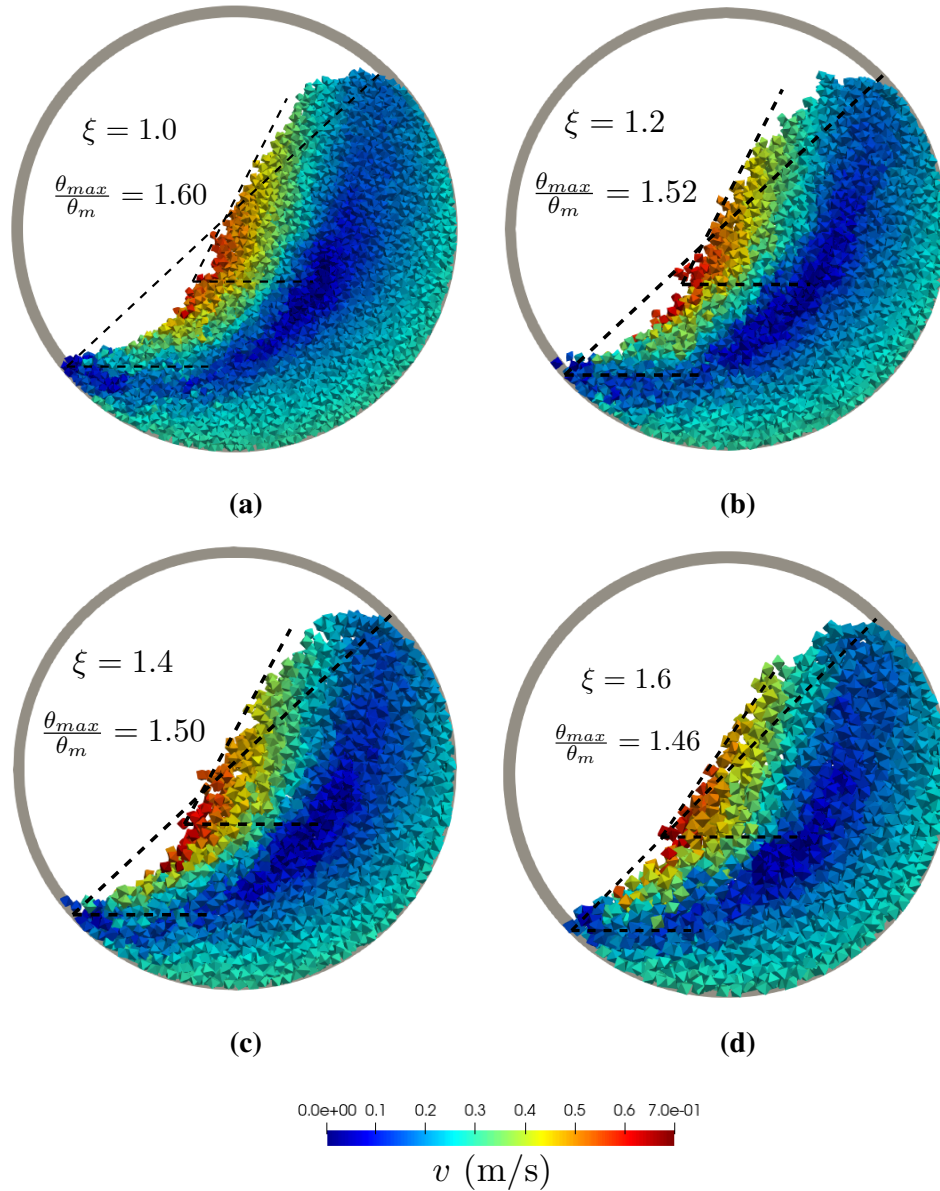 ξ = 1.0
θ_max/θ_m = 1.60
ξ = 1.2
θ_max/θ_m = 1.52
(a)
(b)
ξ = 1.4
θ_max/θ_m = 1.50
ξ = 1.6
θ_max/θ_m = 1.46
(c)
(d)
0.0e+00 0.1 0.2 0.3 0.4 0.5 0.6 7.0e-01
v (m/s)